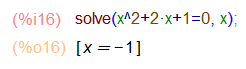 (%i16) solve(x^2+2·x+1=0, x);
(%o16) [x=−1]